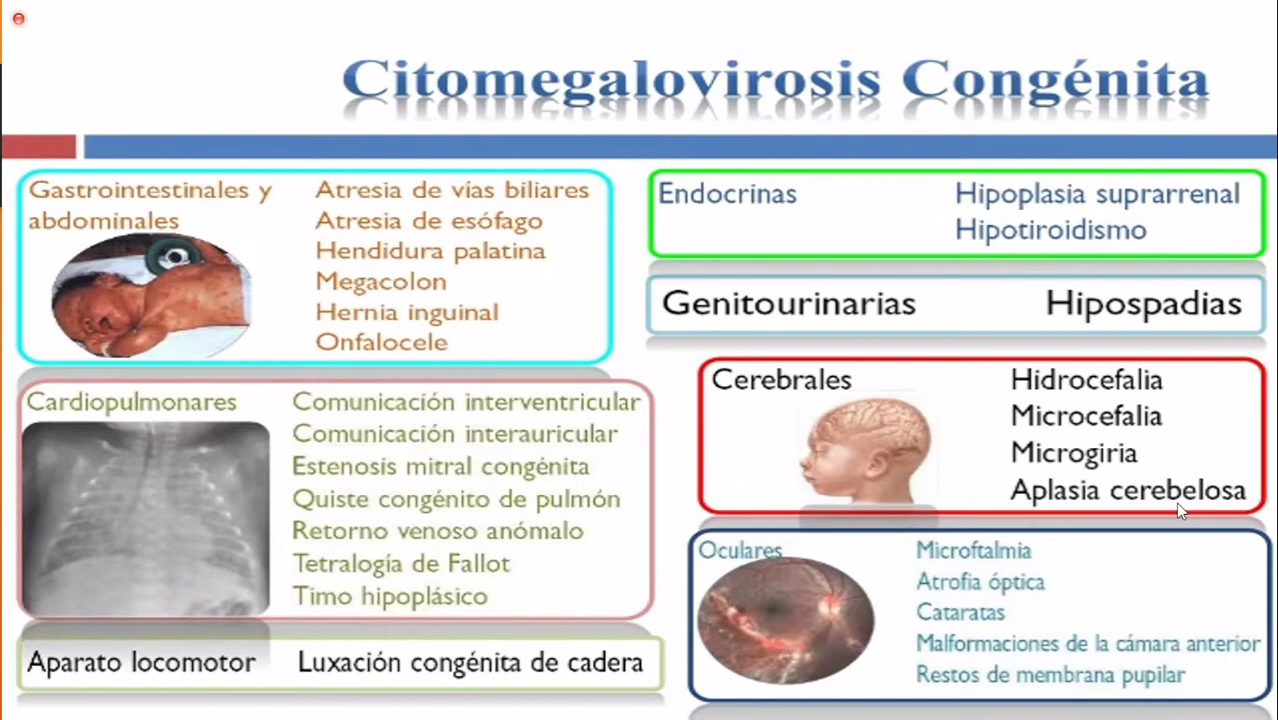 Citomegalovirosis Congénita
Gastrointestinales y
abdominales
Atresia de vías biliares
Atresia de esófago
Hendidura palatina
Megacolon
Hernia inguinal
Onfalocele
Cardiopulmonares
Comunicación interventricular
Comunicación interauricular
Estenosis mitral congénita
Quiste congénito de pulmón
Retorno venoso anómalo
Tetralogía de Fallot
Timo hipoplásico
Aparato locomotor
Luxación congénita de cadera
Endocrinas
Hipoplasia suprarrenal
Hipotiroidismo
Genitourinarias
Hipospadias
Cerebrales
Hidrocefalia
Microcefalia
Microgiria
Aplasia cerebelosa
Oculares
Microftalmia
Atrofia óptica
Cataratas
Malformaciones de la cámara anterior
Restos de membrana pupilar